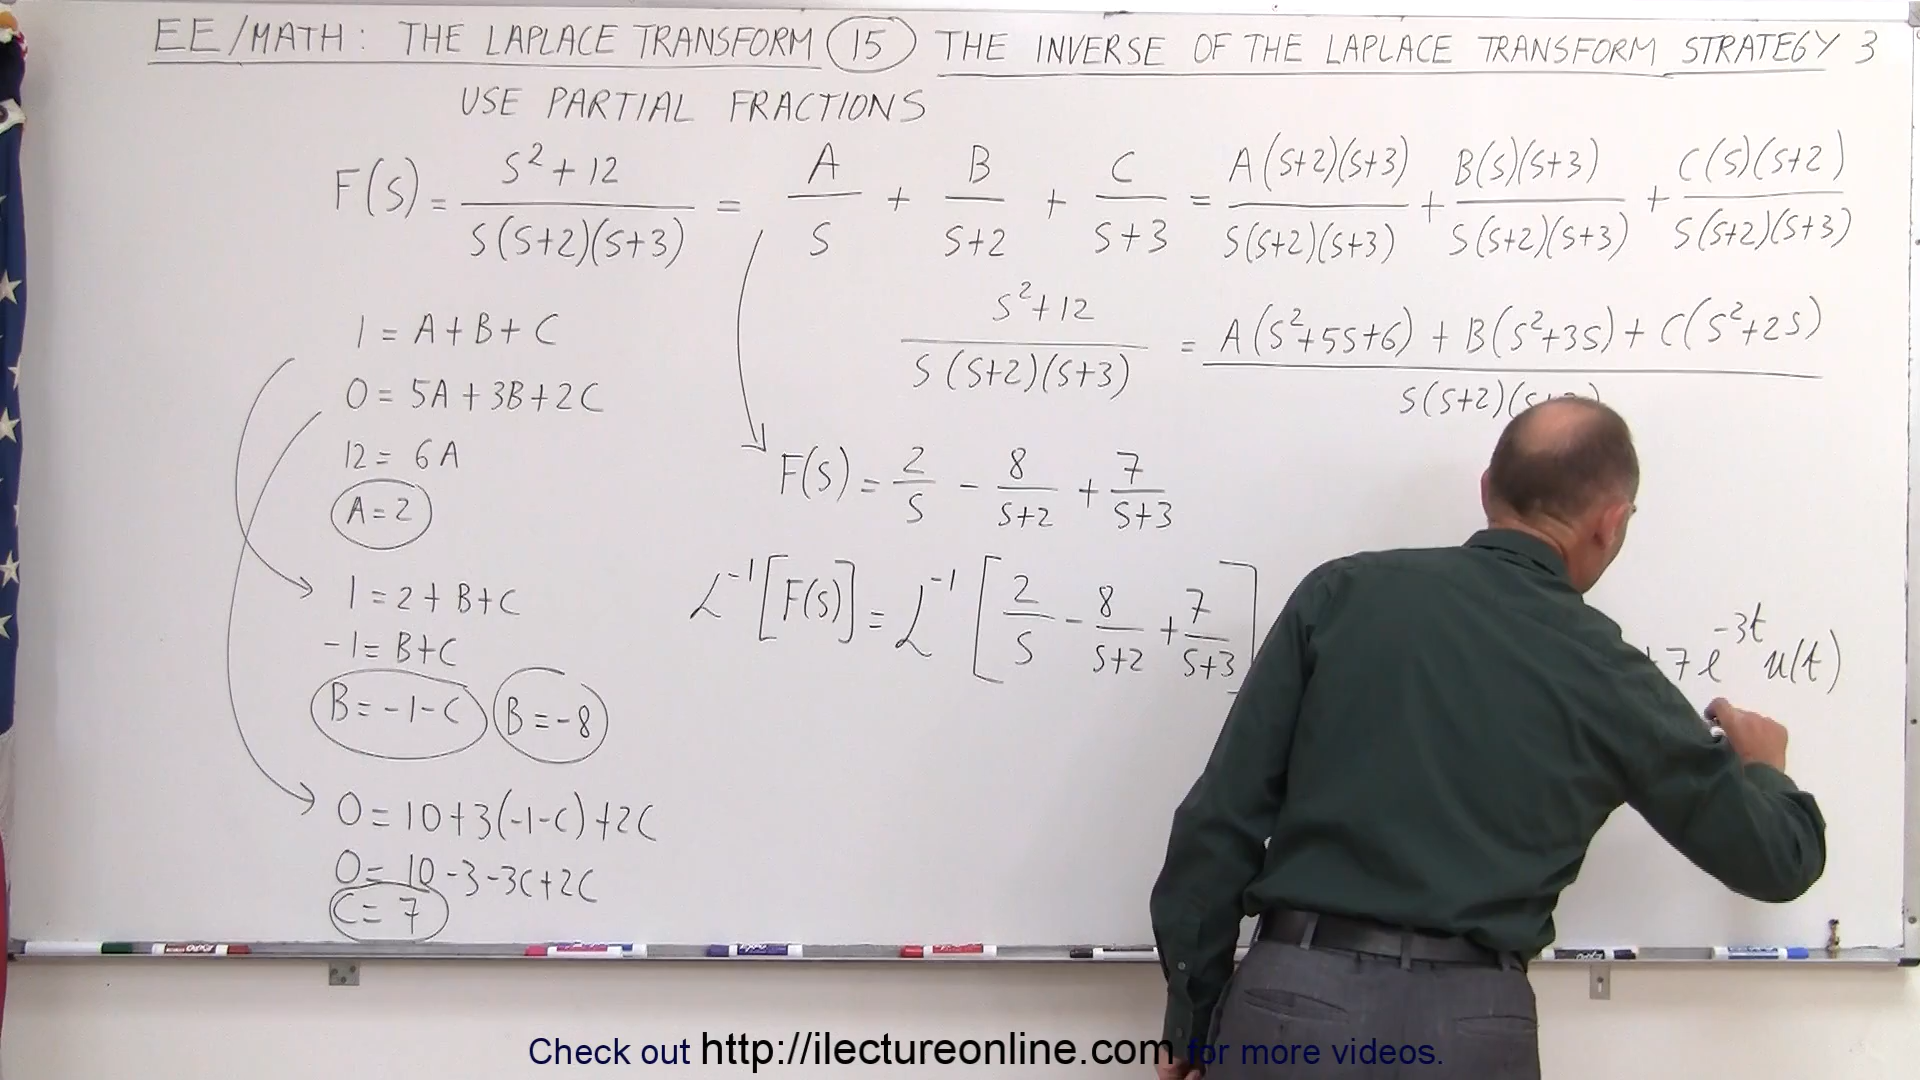 EE/MATH: THE LAPLACE TRANSFORM 15 THE INVERSE OF THE LAPLACE TRANSFORM STRATEGY 3
USE PARTIAL FRACTIONS
F(s) = (s²+12)/(s(s+2)(s+3)) = A/s + B/(s+2) + C/(s+3) = A(s+2)(s+3)/(s(s+2)(s+3)) + B(s)(s+3)/(s(s+2)(s+3)) + C(s)(s+2)/(s(s+2)(s+3))
(s²+12)/(s(s+2)(s+3)) = (A(s²+5s+6) + B(s²+3s) + C(s²+2s))/(s(s+2)(
1 = A+B+C
0 = 5A+3B+2C
12 = 6A
A=2
1 = 2+B+C
-1 = B+C
B = -1-C B = -8
0 = 10+3(-1-C)+2C
0 = 10-3-3C+2C
C = 7
F(s) = 2/s - 8/(s+2) + 7/(s+3)
ℒ⁻¹[F(s)] = ℒ⁻¹[2/s - 8/(s+2) + 7/(s+3)]
+7e^(-3t) u(t)
Check out http://ilectureonline.com for more videos.